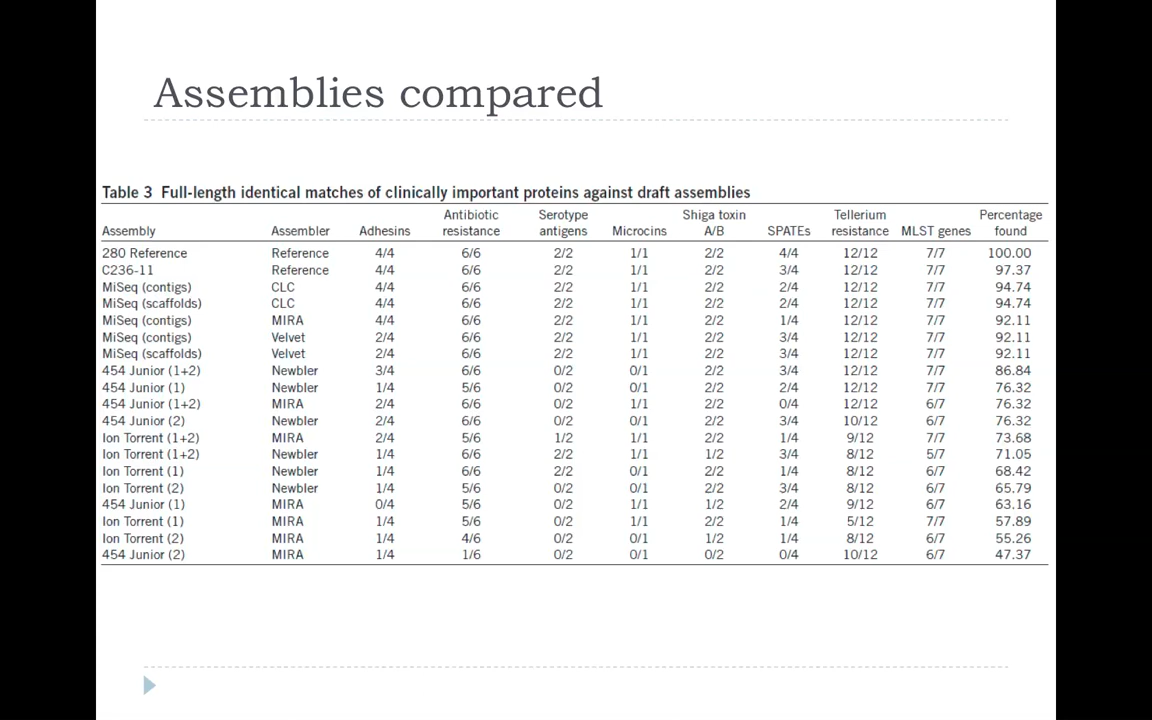 Assemblies compared
Table 3 Full-length identical matches of clinically important proteins against draft assemblies
Antibiotic Serotype Shiga toxin Tellerium Percentage
Assembly Assembler Adhesins resistance antigens Microcins A/B SPATEs resistance MLST genes found
280 Reference Reference 4/4 6/6 2/2 1/1 2/2 4/4 12/12 7/7 100.00
C236-11 Reference 4/4 6/6 2/2 1/1 2/2 3/4 12/12 7/7 97.37
MiSeq (contigs) CLC 4/4 6/6 2/2 1/1 2/2 2/4 12/12 7/7 94.74
MiSeq (scaffolds) CLC 4/4 6/6 2/2 1/1 2/2 2/4 12/12 7/7 94.74
MiSeq (contigs) MIRA 4/4 6/6 2/2 1/1 2/2 1/4 12/12 7/7 92.11
MiSeq (contigs) Velvet 2/4 6/6 2/2 1/1 2/2 3/4 12/12 7/7 92.11
MiSeq (scaffolds) Velvet 2/4 6/6 2/2 1/1 2/2 3/4 12/12 7/7 92.11
454 Junior (1+2) Newbler 3/4 6/6 0/2 0/1 2/2 3/4 12/12 7/7 86.84
454 Junior (1) Newbler 1/4 5/6 0/2 0/1 2/2 2/4 12/12 7/7 76.32
454 Junior (1+2) MIRA 2/4 6/6 0/2 1/1 2/2 0/4 12/12 6/7 76.32
454 Junior (2) Newbler 2/4 6/6 0/2 0/1 2/2 3/4 10/12 6/7 76.32
Ion Torrent (1+2) MIRA 2/4 5/6 1/2 1/1 2/2 1/4 9/12 7/7 73.68
Ion Torrent (1+2) Newbler 1/4 6/6 2/2 1/1 1/2 3/4 8/12 5/7 71.05
Ion Torrent (1) Newbler 1/4 6/6 2/2 0/1 2/2 1/4 8/12 6/7 68.42
Ion Torrent (2) Newbler 1/4 5/6 0/2 0/1 2/2 3/4 8/12 6/7 65.79
454 Junior (1) MIRA 0/4 5/6 0/2 1/1 1/2 2/4 9/12 6/7 63.16
Ion Torrent (1) MIRA 1/4 5/6 0/2 1/1 2/2 1/4 5/12 7/7 57.89
Ion Torrent (2) MIRA 1/4 4/6 0/2 0/1 1/2 1/4 8/12 6/7 55.26
454 Junior (2) MIRA 1/4 1/6 0/2 0/1 0/2 0/4 10/12 6/7 47.37